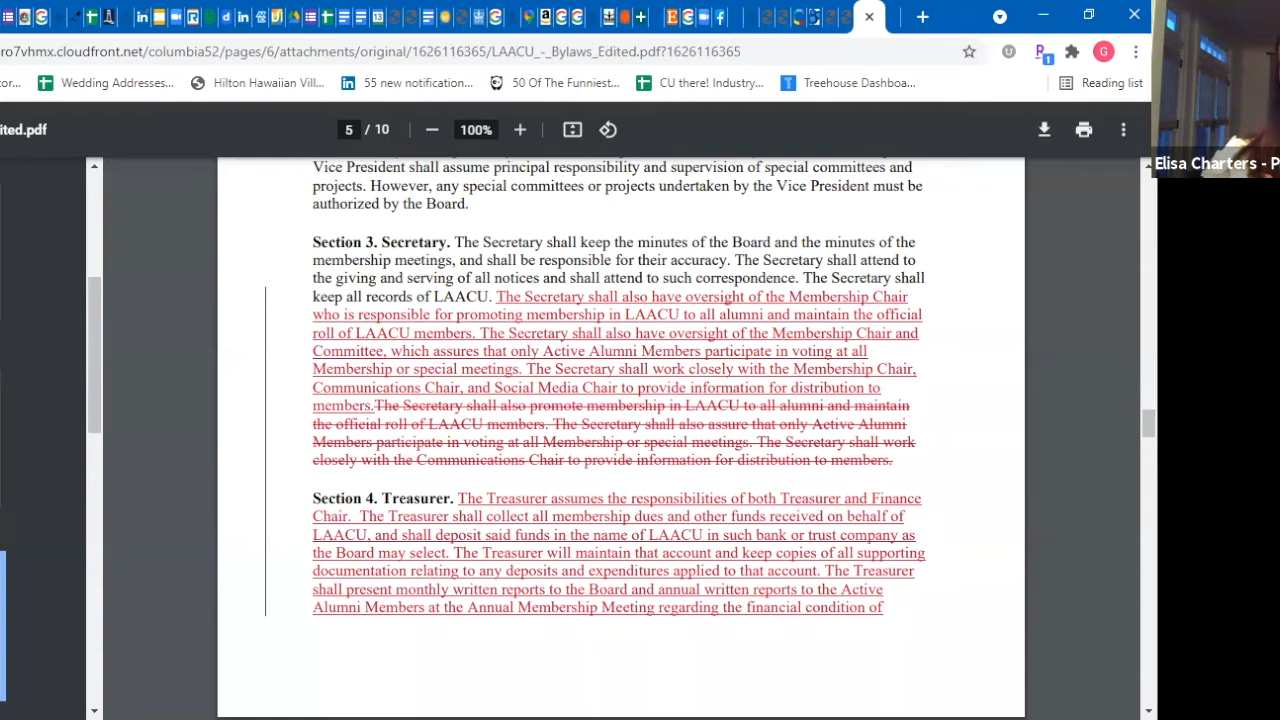 ro7vhmx.cloudfront.net/columbia52/pages/6/attachments/original/1626116365/LAACU_-_Bylaws_Edited.pdf?1626116365
G
1
tor... Wedding Addresses... Hilton Hawaiian Vill... 55 new notification... 50 Of The Funniest... CU there! Industry... Treehouse Dashboa... Reading list
ited.pdf
5 / 10
100%
Elisa Charters - P
Vice President shall assume principal responsibility and supervision of special committees and
projects. However, any special committees or projects undertaken by the Vice President must be
authorized by the Board.
Section 3. Secretary. The Secretary shall keep the minutes of the Board and the minutes of the
membership meetings, and shall be responsible for their accuracy. The Secretary shall attend to
the giving and serving of all notices and shall attend to such correspondence. The Secretary shall
keep all records of LAACU. The Secretary shall also have oversight of the Membership Chair
who is responsible for promoting membership in LAACU to all alumni and maintain the official
roll of LAACU members. The Secretary shall also have oversight of the Membership Chair and
Committee, which assures that only Active Alumni Members participate in voting at all
Membership or special meetings. The Secretary shall work closely with the Membership Chair,
Communications Chair, and Social Media Chair to provide information for distribution to
members.The Secretary shall also promote membership in LAACU to all alumni and maintain
the official roll of LAACU members. The Secretary shall also assure that only Active Alumni
Members participate in voting at all Membership or special meetings. The Secretary shall work
closely with the Communications Chair to provide information for distribution to members.
Section 4. Treasurer. The Treasurer assumes the responsibilities of both Treasurer and Finance
Chair. The Treasurer shall collect all membership dues and other funds received on behalf of
LAACU, and shall deposit said funds in the name of LAACU in such bank or trust company as
the Board may select. The Treasurer will maintain that account and keep copies of all supporting
documentation relating to any deposits and expenditures applied to that account. The Treasurer
shall present monthly written reports to the Board and annual written reports to the Active
Alumni Members at the Annual Membership Meeting regarding the financial condition of